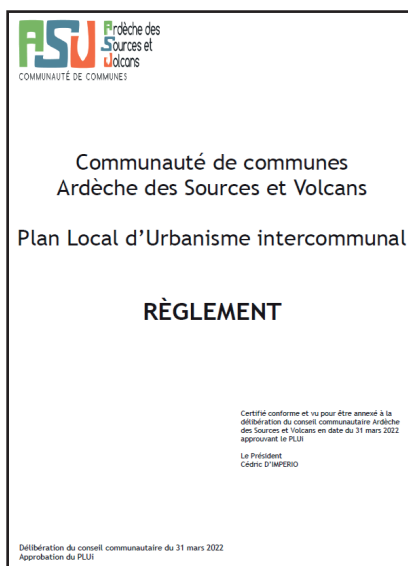 ASV
Ardèche des
Sources et
Volcans
COMMUNAUTÉ DE COMMUNES
Communauté de communes
Ardèche des Sources et Volcans
Plan Local d'Urbanisme intercommunal
RÈGLEMENT
Certifié conforme et vu pour être annexé à la
délibération du conseil communautaire Ardèche
des Sources et Volcans en date du 31 mars 2022
approuvant le PLUi
Le Président
Cédric D'IMPERIO
Délibération du conseil communautaire du 31 mars 2022
Approbation du PLUi